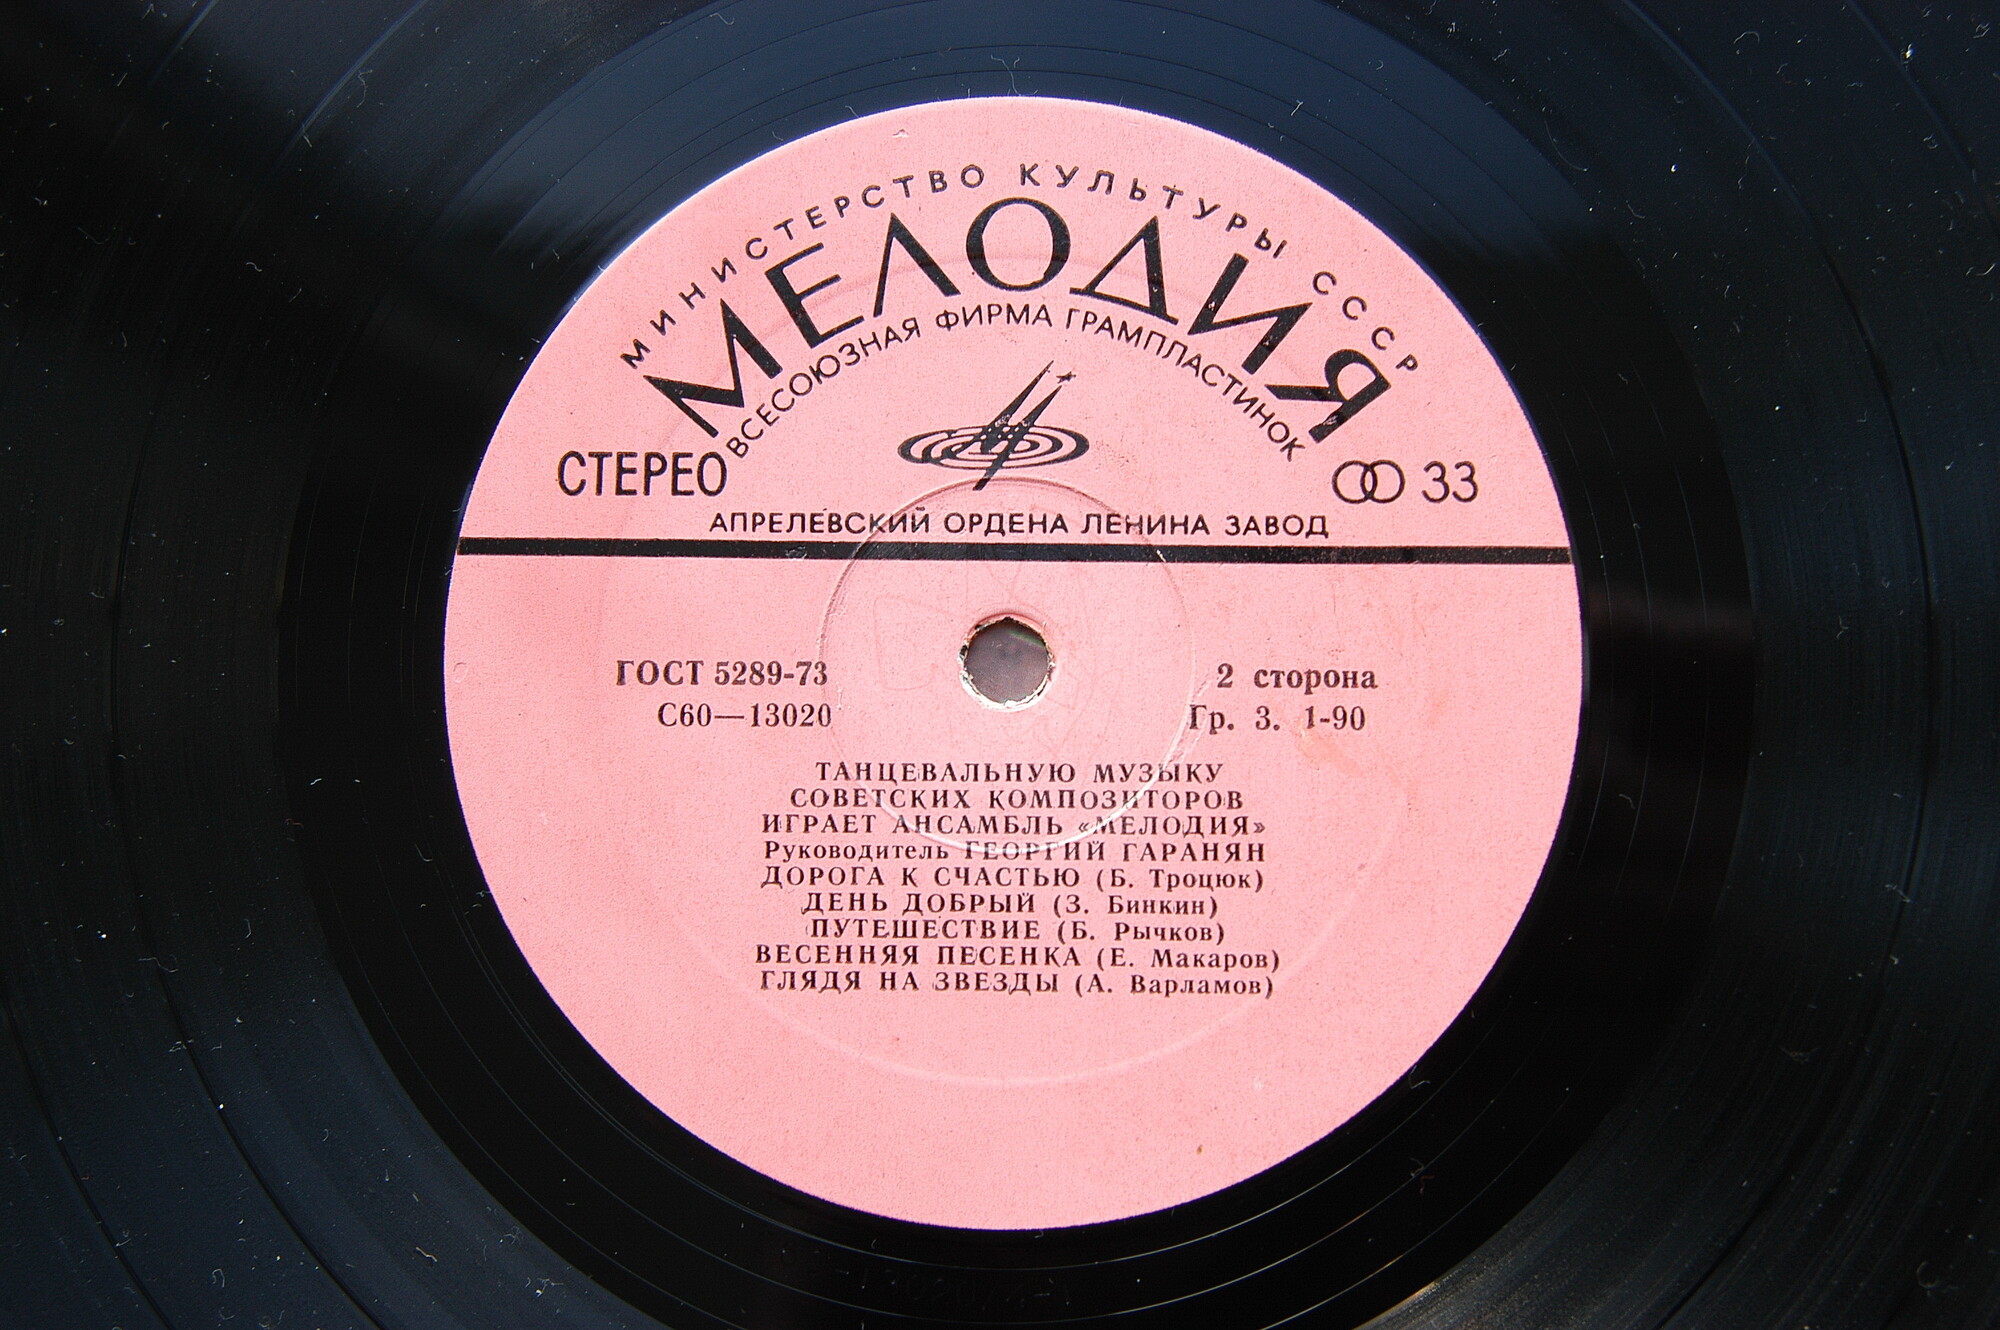 МИНИСТЕРСТВО КУЛЬТУРЫ СССР
МЕЛОДИЯ
ВСЕСОЮЗНАЯ ФИРМА ГРАМПЛАСТИНОК
СТЕРЕО
33
АПРЕЛЕВСКИЙ ОРДЕНА ЛЕНИНА ЗАВОД
ГОСТ 5289-73
2 сторона
С60—13020
Гр. 3. 1-90
ТАНЦЕВАЛЬНУЮ МУЗЫКУ
СОВЕТСКИХ КОМПОЗИТОРОВ
ИГРАЕТ АНСАМБЛЬ «МЕЛОДИЯ»
Руководитель ГЕОРГИЙ ГАРАНЯН
ДОРОГА К СЧАСТЬЮ (Б. Троцюк)
ДЕНЬ ДОБРЫЙ (З. Бинкин)
ПУТЕШЕСТВИЕ (Б. Рычков)
ВЕСЕННЯЯ ПЕСЕНКА (Е. Макаров)
ГЛЯДЯ НА ЗВЕЗДЫ (А. Варламов)